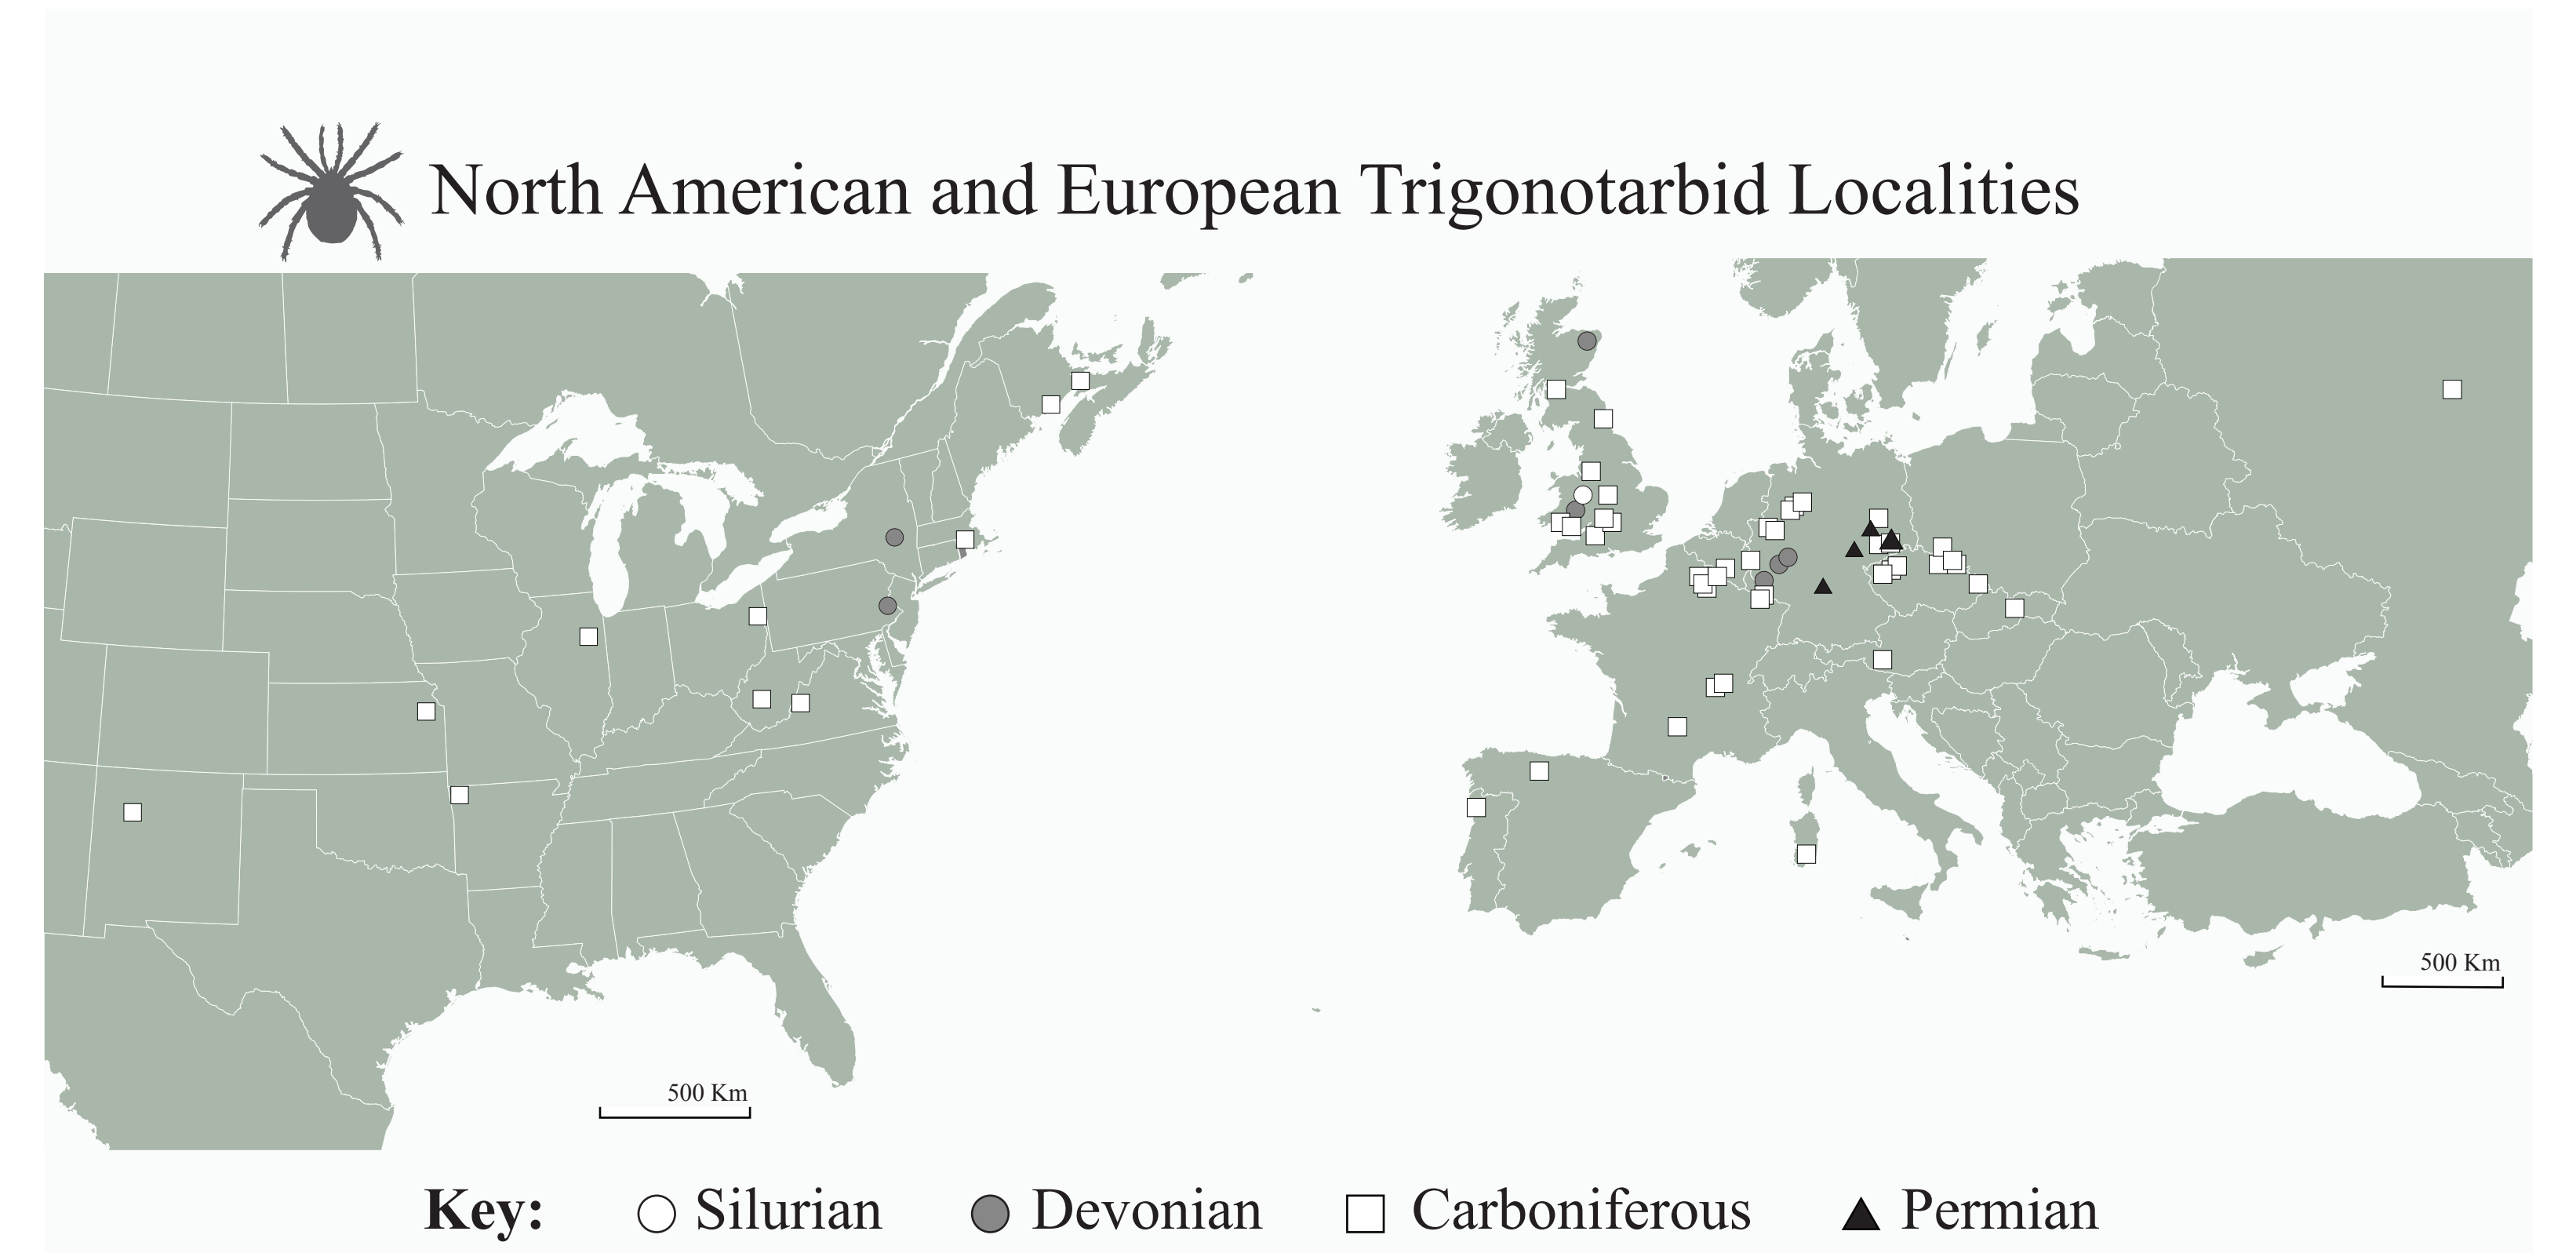 North American and European Trigonotarbid Localities
500 Km
500 Km
Key: Silurian Devonian Carboniferous Permian